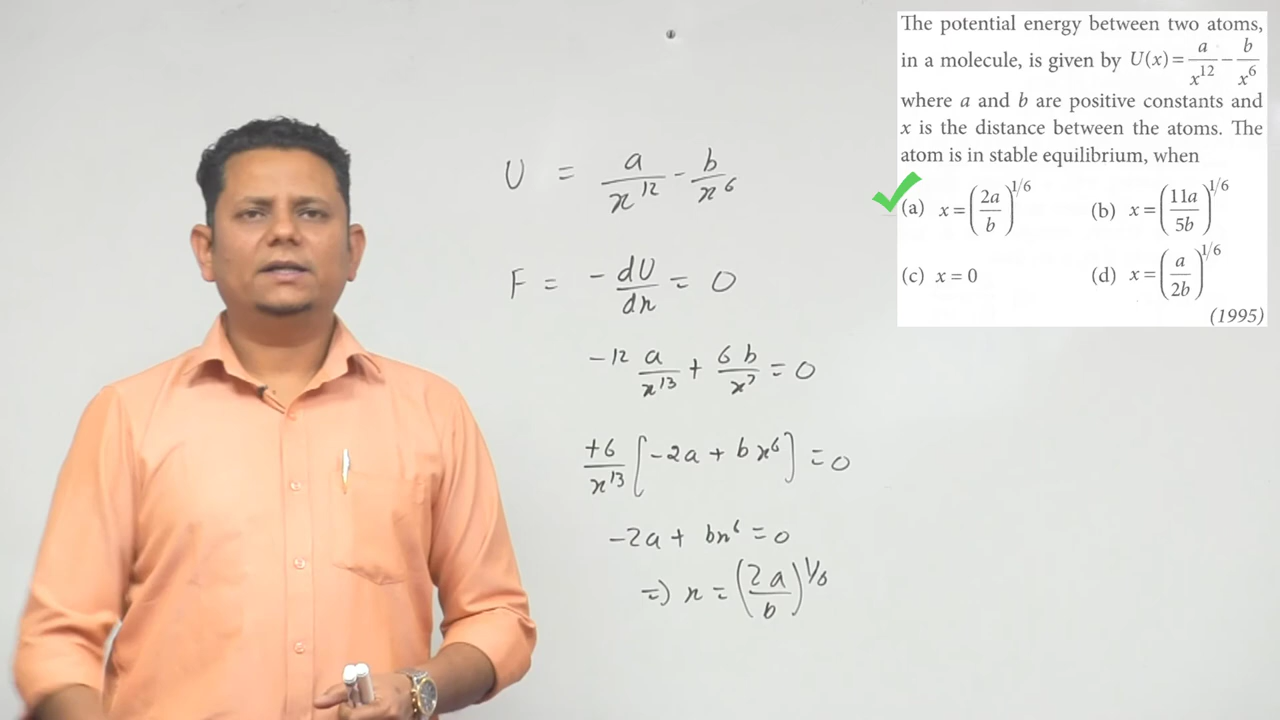 U = a/x^12 - b/x^6
F = - dU/dx = 0
-12 a/x^13 + 6b/x^7 = 0
+6/x^13 [-2a + bx^6] = 0
-2a + bx^6 = 0
=> x = (2a/b)^1/6
The potential energy between two atoms,
in a molecule, is given by U(x) = a/x^12 − b/x^6
where a and b are positive constants and
x is the distance between the atoms. The
atom is in stable equilibrium, when
(a) x = (2a/b)^1/6 (b) x = (11a/5b)^1/6
(c) x = 0 (d) x = (a/2b)^1/6
(1995)